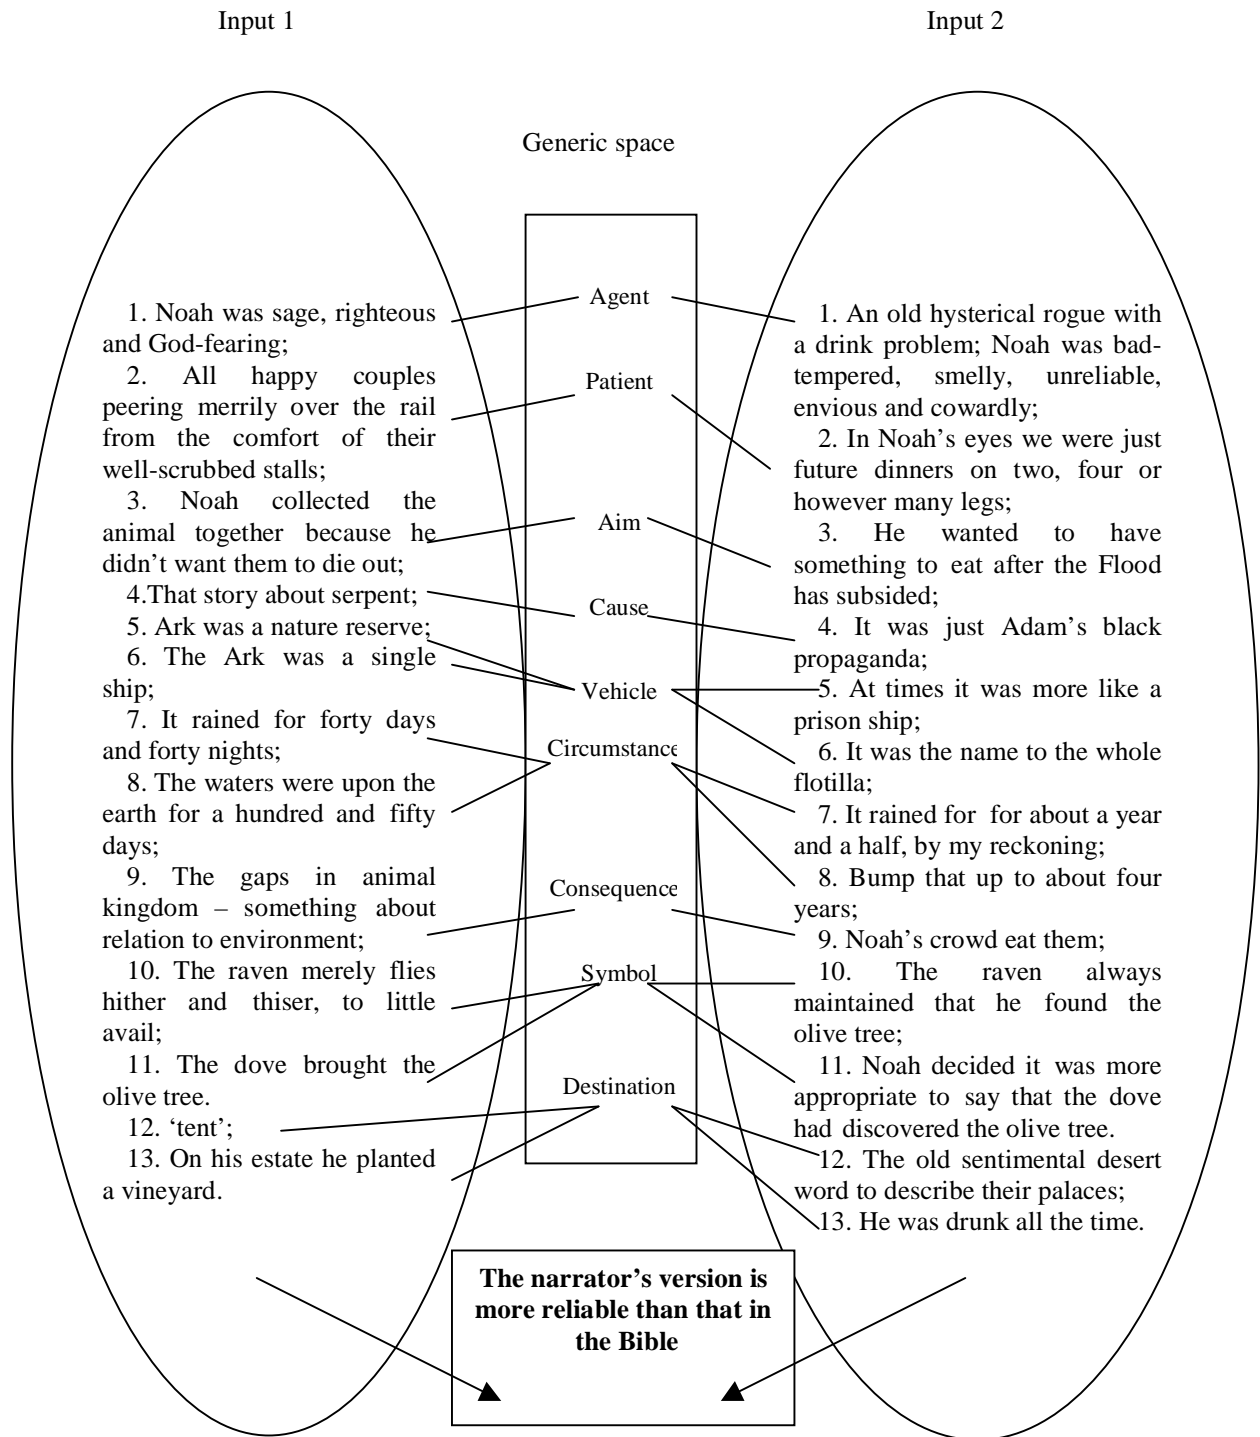 Input 1
Input 2
Generic space
1. Noah was sage, righteous
and God-fearing;
2. All happy couples
peering merrily over the rail
from the comfort of their
well-scrubbed stalls;
3. Noah collected the
animal together because he
didn't want them to die out;
4.That story about serpent;
5. Ark was a nature reserve;
6. The Ark was a single
ship;
7. It rained for forty days
and forty nights;
8. The waters were upon the
earth for a hundred and fifty
days;
9. The gaps in animal
kingdom – something about
relation to environment;
10. The raven merely flies
hither and thiser, to little
avail;
11. The dove brought the
olive tree.
12. ‘tent’;
13. On his estate he planted
a vineyard.
Agent
Patient
Aim
Cause
Vehicle
Circumstance
Consequence
Symbol
Destination
1. An old hysterical rogue with
a drink problem; Noah was bad-
tempered, smelly, unreliable,
envious and cowardly;
2. In Noah's eyes we were just
future dinners on two, four or
however many legs;
3. He wanted to have
something to eat after the Flood
has subsided;
4. It was just Adam's black
propaganda;
5. At times it was more like a
prison ship;
6. It was the name to the whole
flotilla;
7. It rained for for about a year
and a half, by my reckoning;
8. Bump that up to about four
years;
9. Noah's crowd eat them;
10. The raven always
maintained that he found the
olive tree;
11. Noah decided it was more
appropriate to say that the dove
had discovered the olive tree.
12. The old sentimental desert
word to describe their palaces;
13. He was drunk all the time.
The narrator's version is
more reliable than that in
the Bible